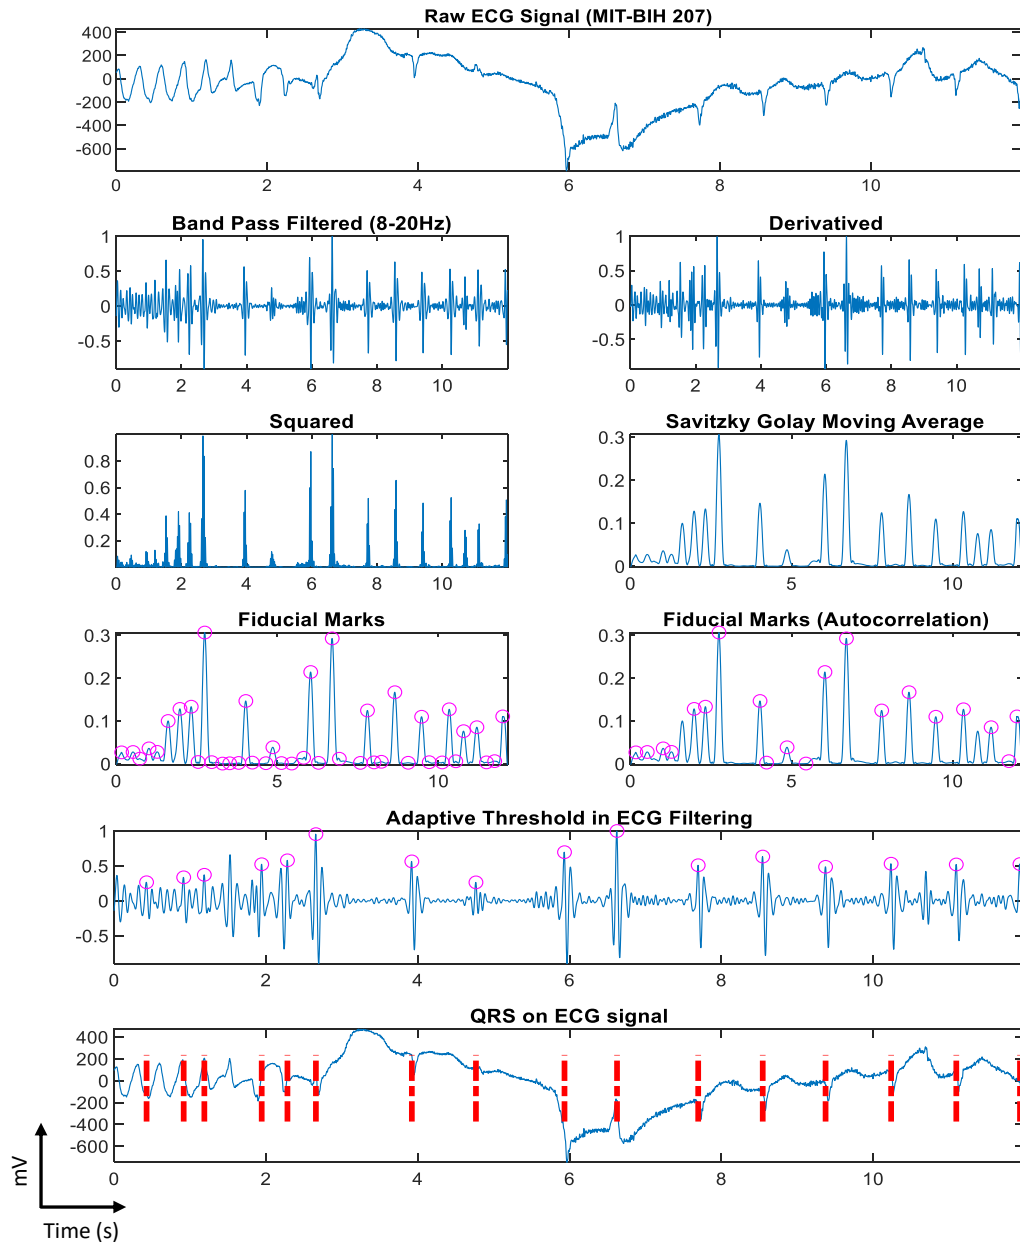 Raw ECG Signal (MIT-BIH 207)
400
200
0
-200
-400
-600
0 2 4 6 8 10
Band Pass Filtered (8-20Hz)
1
0.5
0
-0.5
0 2 4 6 8 10
Derivatived
1
0.5
0
-0.5
0 2 4 6 8 10
Squared
0.8
0.6
0.4
0.2
0 2 4 6 8 10
Savitzky Golay Moving Average
0.3
0.2
0.1
0
0 5 10
Fiducial Marks
0.3
0.2
0.1
0
0 5 10
Fiducial Marks (Autocorrelation)
0.3
0.2
0.1
0
0 5 10
Adaptive Threshold in ECG Filtering
1
0.5
0
-0.5
0 2 4 6 8 10
QRS on ECG signal
400
200
0
-200
-400
-600
0 2 4 6 8 10
mV
Time (s)